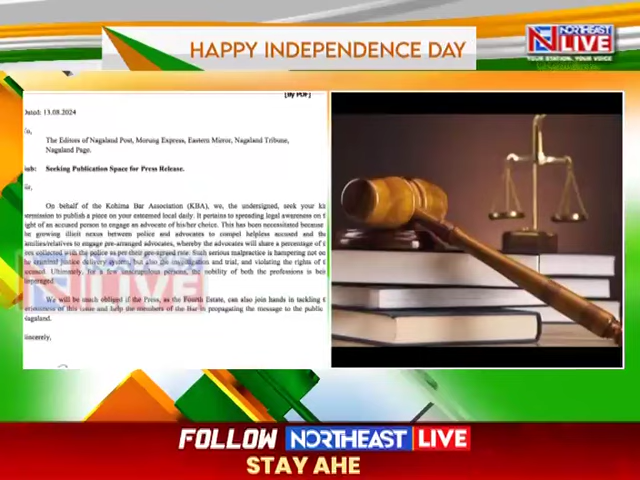 HAPPY INDEPENDENCE DAY
NORTHEAST
LIVE
YOUR STATION. YOUR VOICE
[By PDF]
Dated: 13.08.2024
The Editors of Nagaland Post, Morung Express, Eastern Mirror, Nagaland Tribune,
Nagaland Page.
Sub: Seeking Publication Space for Press Release.
On behalf of the Kohima Bar Association (KBA), we, the undersigned, seek your
permission to publish a piece on your esteemed local daily. It pertains to spreading legal awareness on
right of an accused person to engage an advocate of his/her choice. This has been necessitated because
growing illicit nexus between police and advocates to compel helpless accused and
families/relatives to engage pre-arranged advocates, whereby the advocates will share a percentage of
fees collected with the police as per their pre-agreed rate. Such serious malpractice is hampering not
the criminal justice delivery system, but also the investigation and trial, and violating the rights of
accused. Ultimately, for a few unscrupulous persons, the nobility of both the professions is
We will be much obliged if the Press, as the Fourth Estate, can also join hands in tackling
seriousness of this issue and help the members of the Bar in propagating the message to the public
Nagaland.
Sincerely,
NORTHEAST
LIVE
FOLLOW NORTHEAST LIVE
STAY AHE